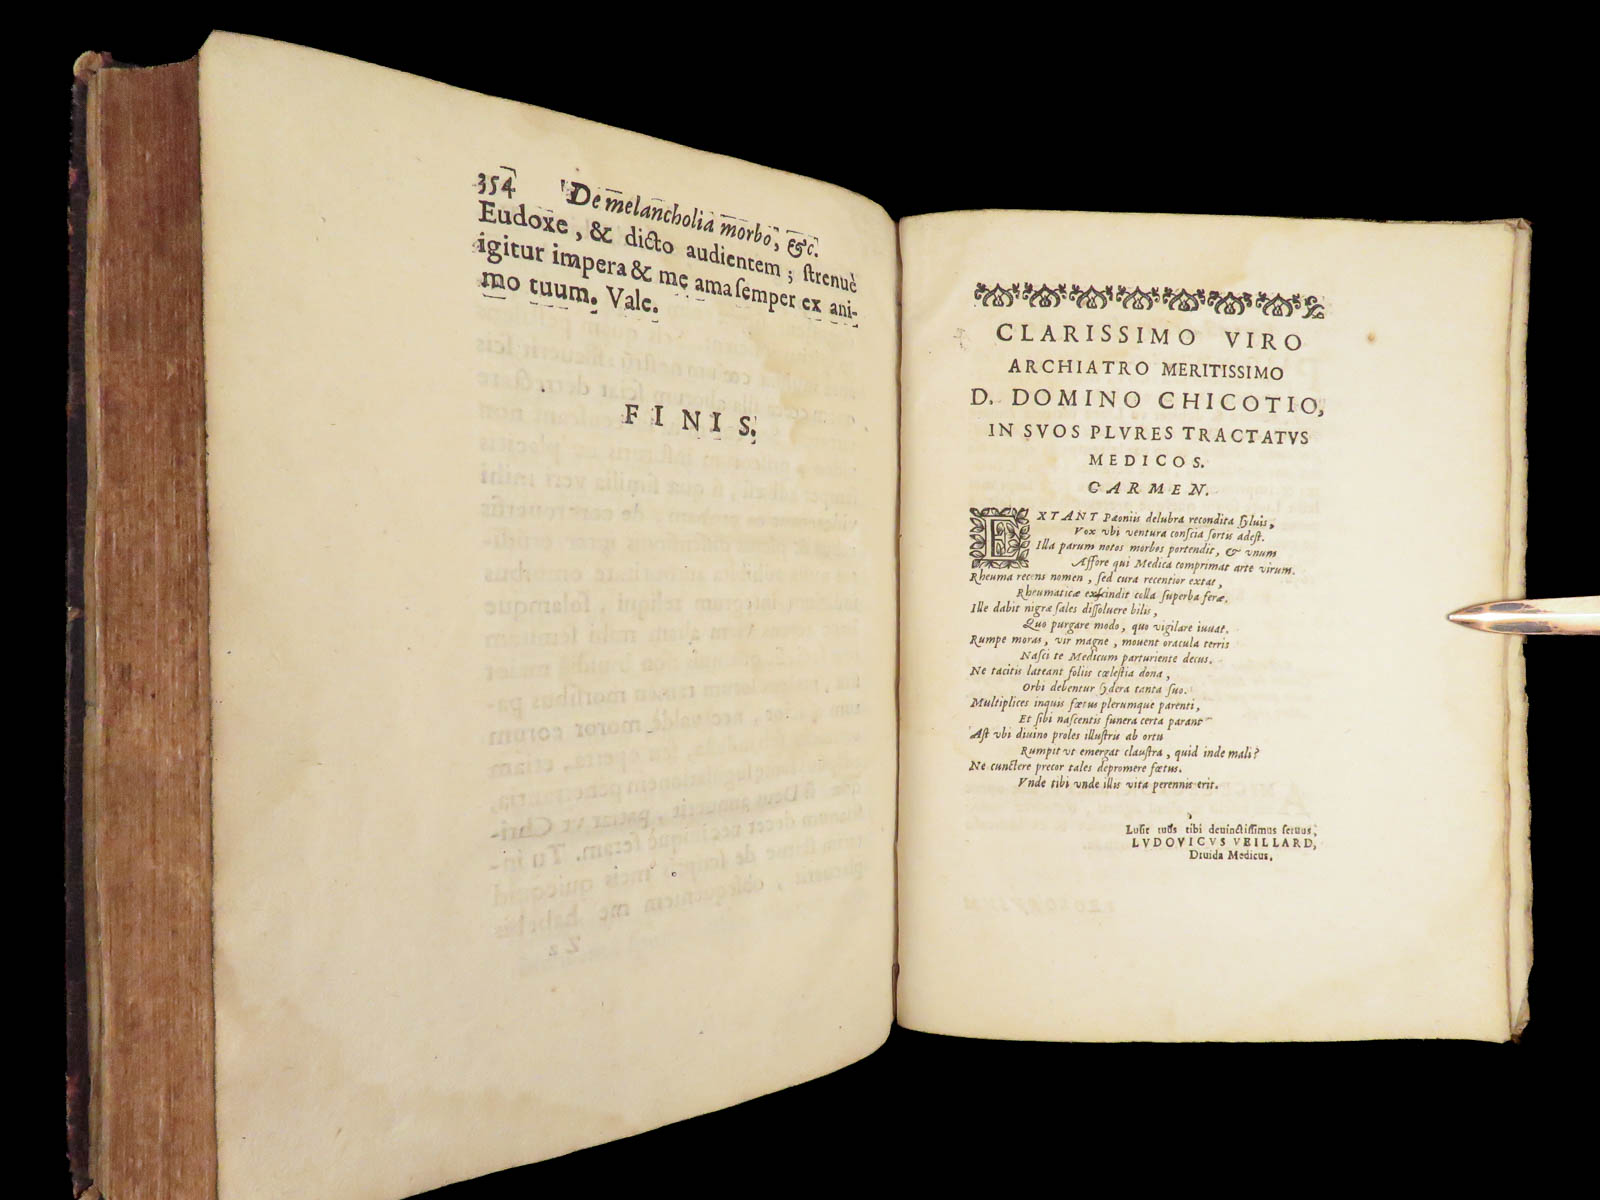 354 De melancholiâ morbo, &c.
Eudoxe, & dicto audientem; ſtrenuè
igitur impera & me ama ſemper ex ani-
mo tuum. Vale.
FINIS.
CLARISSIMO VIRO
ARCHIATRO MERITISSIMO
D. DOMINO CHICOTIO,
IN SVOS PLVRES TRACTATVS
MEDICOS.
CARMEN.
EXTANT Pæoniis delubra recondita ſyluis,
Vox vbi ventura conſcia ſortis adeſt.
Illa parum notos morbos portendit, & vnum
Affore qui Medica comprimat arte virum.
Rheuma recens nomen, ſed cura recentior extat,
Rheumaticæ exſcindit colla ſuperba feræ.
Ille dabit nigræ ſales diſſoluere bilis,
Quo purgare modo, quo vigilare iuuat.
Rumpe moras, vir magne, mouent oracula terris
Naſci te Medicum parturiente decus.
Ne tacitis lateant foliis cœleſtia dona,
Orbi debentur ſydera tanta ſuo.
Multiplices inquis fœtus plerumque parenti,
Et ſibi naſcentis funera certa parant
Aſt vbi diuino proles illuſtris ab ortu
Rumpit vt emergat clauſtra, quid inde mali?
Ne cunctere precor tales depromere fœtus.
Vnde tibi vnde illis vita perennis erit.
Luſit tuus tibi deuinctiſſimus ſeruus,
LVDOVICVS VEILLARD,
Druida Medicus.